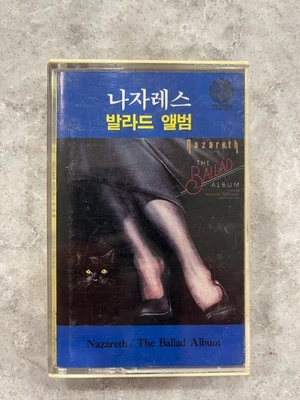 나자레스
발라드 앨범
Nazareth
THE
BALLAD
ALBUM
Nazareth / The Ballad Album